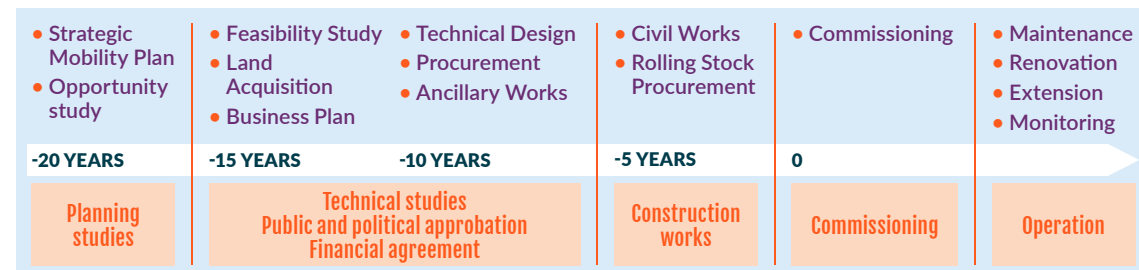 • Strategic
Mobility Plan
• Opportunity
study
• Feasibility Study
• Land
Acquisition
• Business Plan
• Technical Design
• Procurement
• Ancillary Works
• Civil Works
• Rolling Stock
Procurement
• Commissioning
• Maintenance
• Renovation
• Extension
• Monitoring
-20 YEARS
-15 YEARS
-10 YEARS
-5 YEARS
0
Planning
studies
Technical studies
Public and political approbation
Financial agreement
Construction
works
Commissioning
Operation